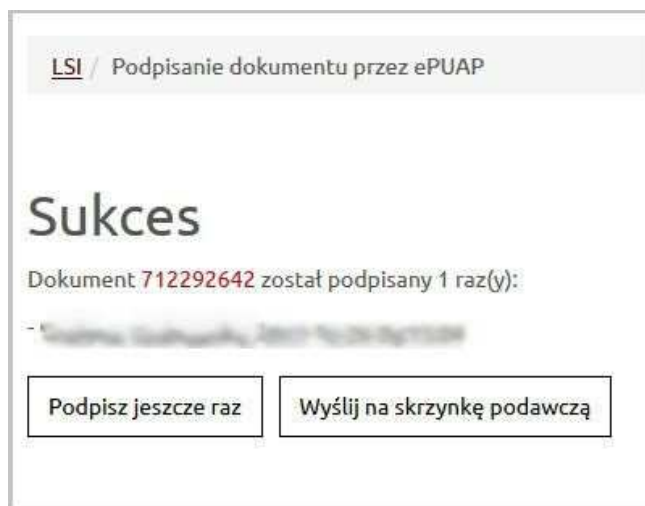 LSI / Podpisanie dokumentu przez ePUAP
Sukces
Dokument 712292642 został podpisany 1 raz(y):
-
Podpisz jeszcze raz Wyślij na skrzynkę podawczą